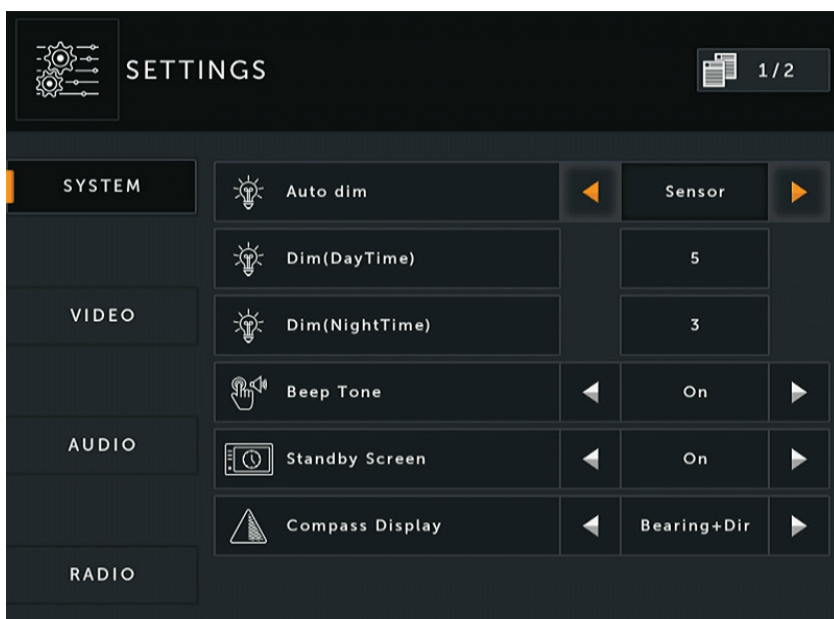 SETTINGS
1/2
SYSTEM
Auto dim
Sensor
Dim(DayTime)
5
VIDEO
Dim(NightTime)
3
Beep Tone
On
AUDIO
Standby Screen
On
Compass Display
Bearing+Dir
RADIO